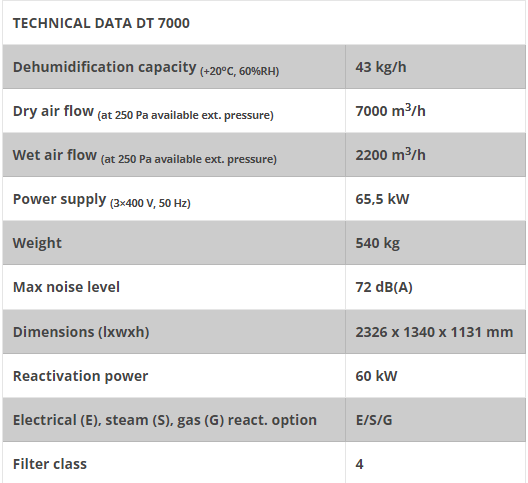 TECHNICAL DATA DT 7000
Dehumidification capacity (+20ºC, 60%RH) 43 kg/h
Dry air flow (at 250 Pa available ext. pressure) 7000 m³/h
Wet air flow (at 250 Pa available ext. pressure) 2200 m³/h
Power supply (3×400 V, 50 Hz) 65,5 kW
Weight 540 kg
Max noise level 72 dB(A)
Dimensions (lxwxh) 2326 x 1340 x 1131 mm
Reactivation power 60 kW
Electrical (E), steam (S), gas (G) react. option E/S/G
Filter class 4